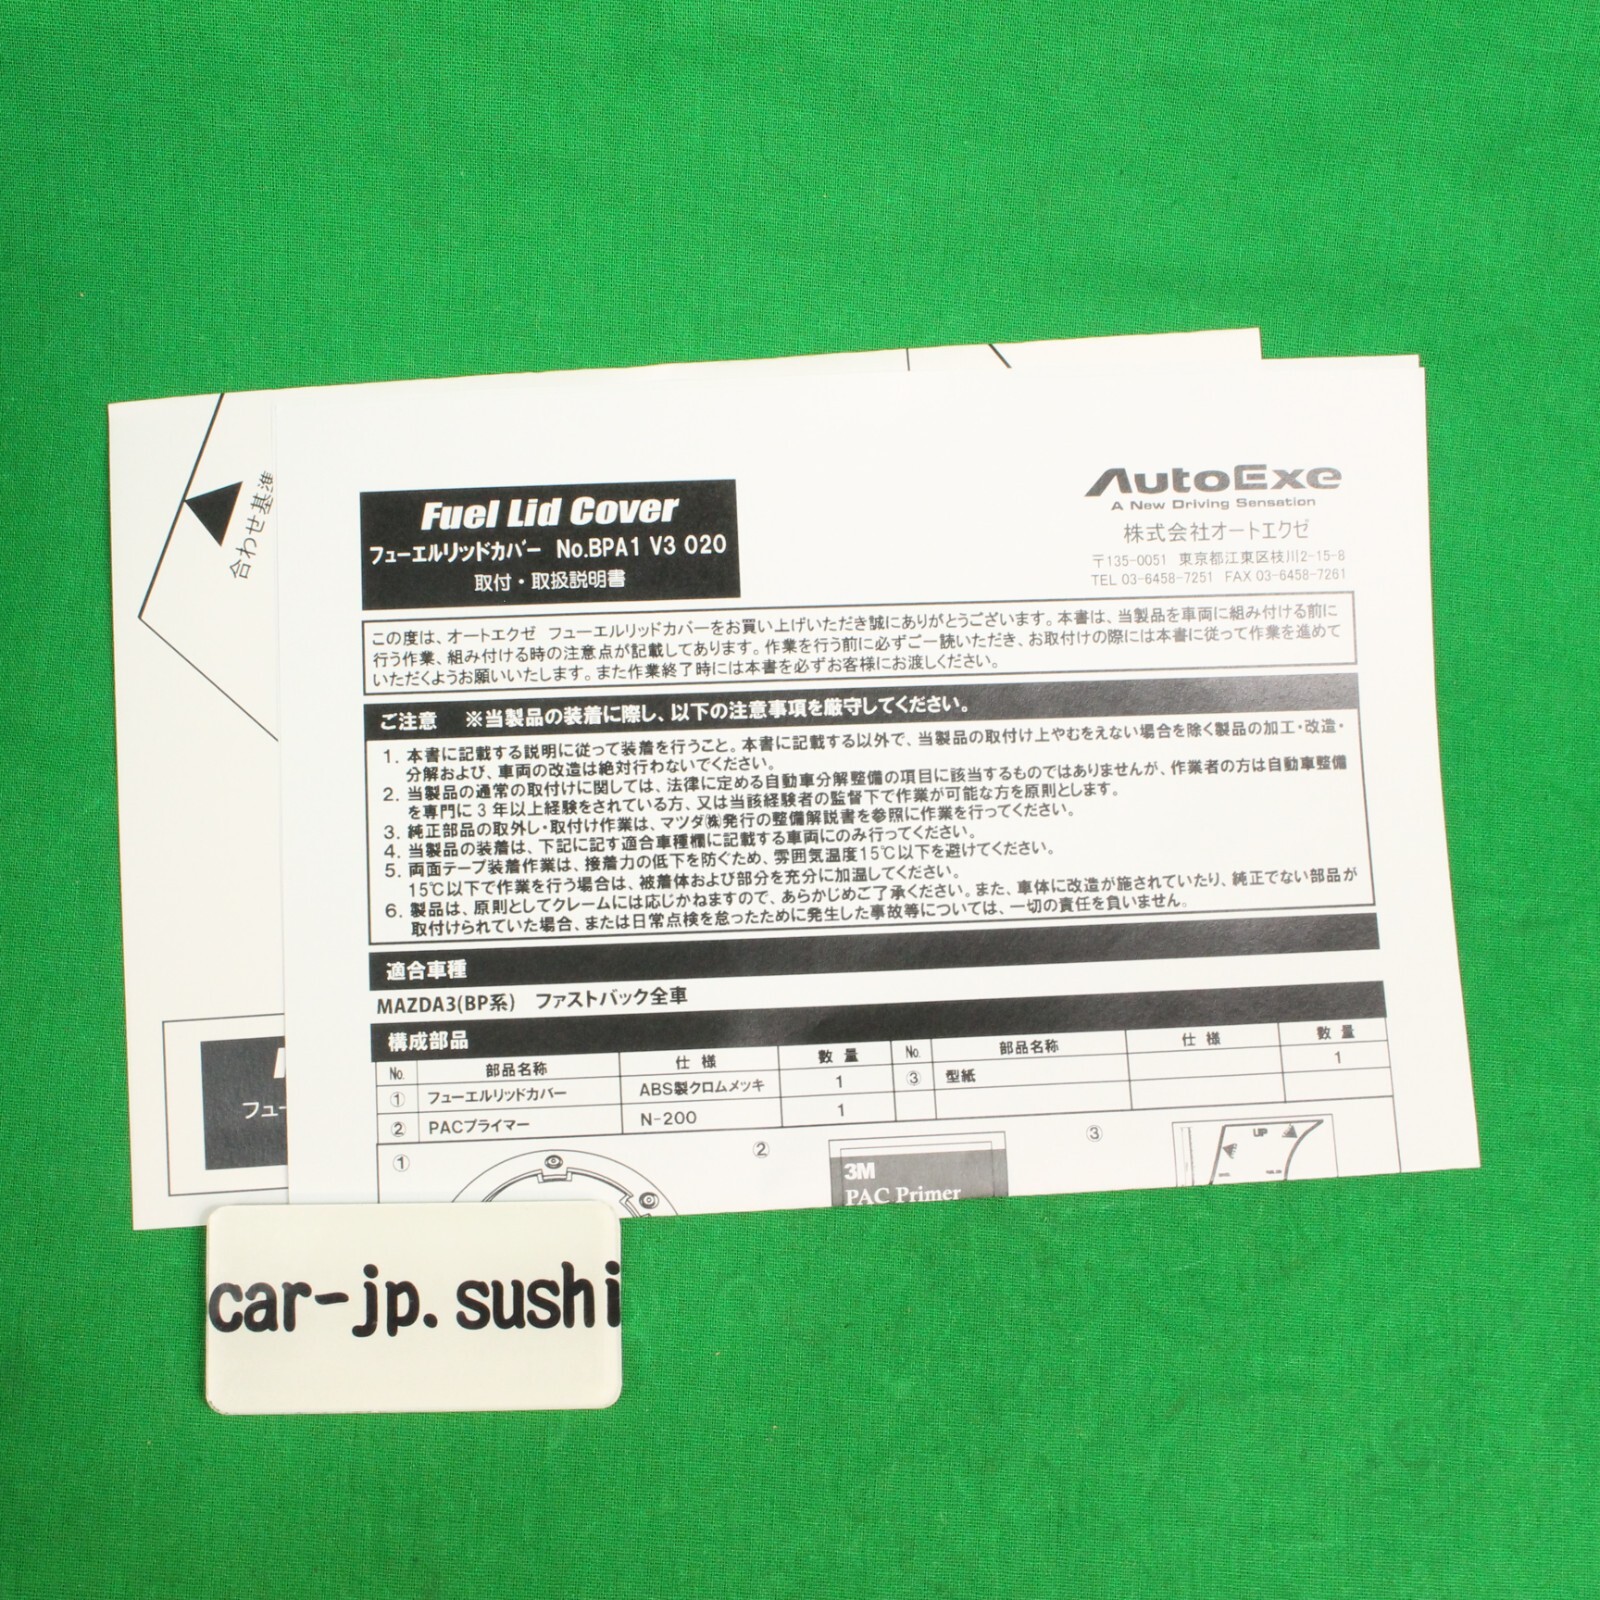 合わせ基準
Fuel Lid Cover
フューエルリッドカバー No.BPA1 V3 020
取付・取扱説明書
AutoExe
A New Driving Sensation
株式会社オートエクゼ
〒135-0051 東京都江東区枝川2-15-8
TEL 03-6458-7251 FAX 03-6458-7261
この度は、オートエクゼ フューエルリッドカバーをお買い上げいただき誠にありがとうございます。本書は、当製品を車両に組み付ける前に
行う作業、組み付ける時の注意点が記載してあります。作業を行う前に必ずご一読いただき、お取付けの際には本書に従って作業を進めて
いただくようお願いいたします。また作業終了時には本書を必ずお客様にお渡しください。
ご注意 ※当製品の装着に際し、以下の注意事項を厳守してください。
1. 本書に記載する説明に従って装着を行うこと。本書に記載する以外で、当製品の取付け上やむをえない場合を除く製品の加工・改造・
分解および、車両の改造は絶対行わないでください。
2. 当製品の通常の取付けに関しては、法律に定める自動車分解整備の項目に該当するものではありませんが、作業者の方は自動車整備
を専門に3年以上経験をされている方、又は当該経験者の監督下で作業が可能な方を原則とします。
3. 純正部品の取外し・取付け作業は、マツダ㈱発行の整備解説書を参照に作業を行ってください。
4. 当製品の装着は、下記に記す適合車種欄に記載する車両にのみ行ってください。
5. 両面テープ装着作業は、接着力の低下を防ぐため、雰囲気温度15℃以下を避けてください。
15℃以下で作業を行う場合は、被着体および部分を充分に加温してください。
6. 製品は、原則としてクレームには応じかねますので、あらかじめご了承ください。また、車体に改造が施されていたり、純正でない部品が
取付けられていた場合、または日常点検を怠ったために発生した事故等については、一切の責任を負いません。
適合車種
MAZDA3(BP系) ファストバック全車
構成部品
No. 部品名称 仕様 数量 No. 部品名称 仕様 数量
① フューエルリッドカバー ABS製クロムメッキ 1 ③ 型紙 1
② PACプライマー N-200 1
① ② ③
3M
PAC Primer
UP
フュー
car-jp.sushi